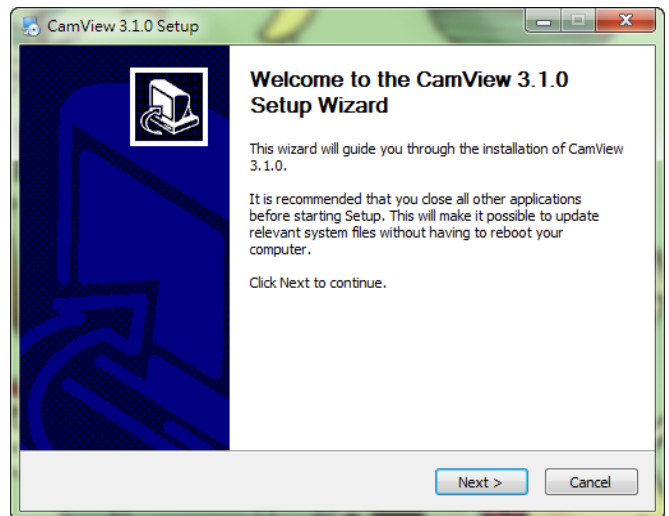 CamView 3.1.0 Setup
Welcome to the CamView 3.1.0
Setup Wizard
This wizard will guide you through the installation of CamView
3.1.0.
It is recommended that you close all other applications
before starting Setup. This will make it possible to update
relevant system files without having to reboot your
computer.
Click Next to continue.
Next >
Cancel